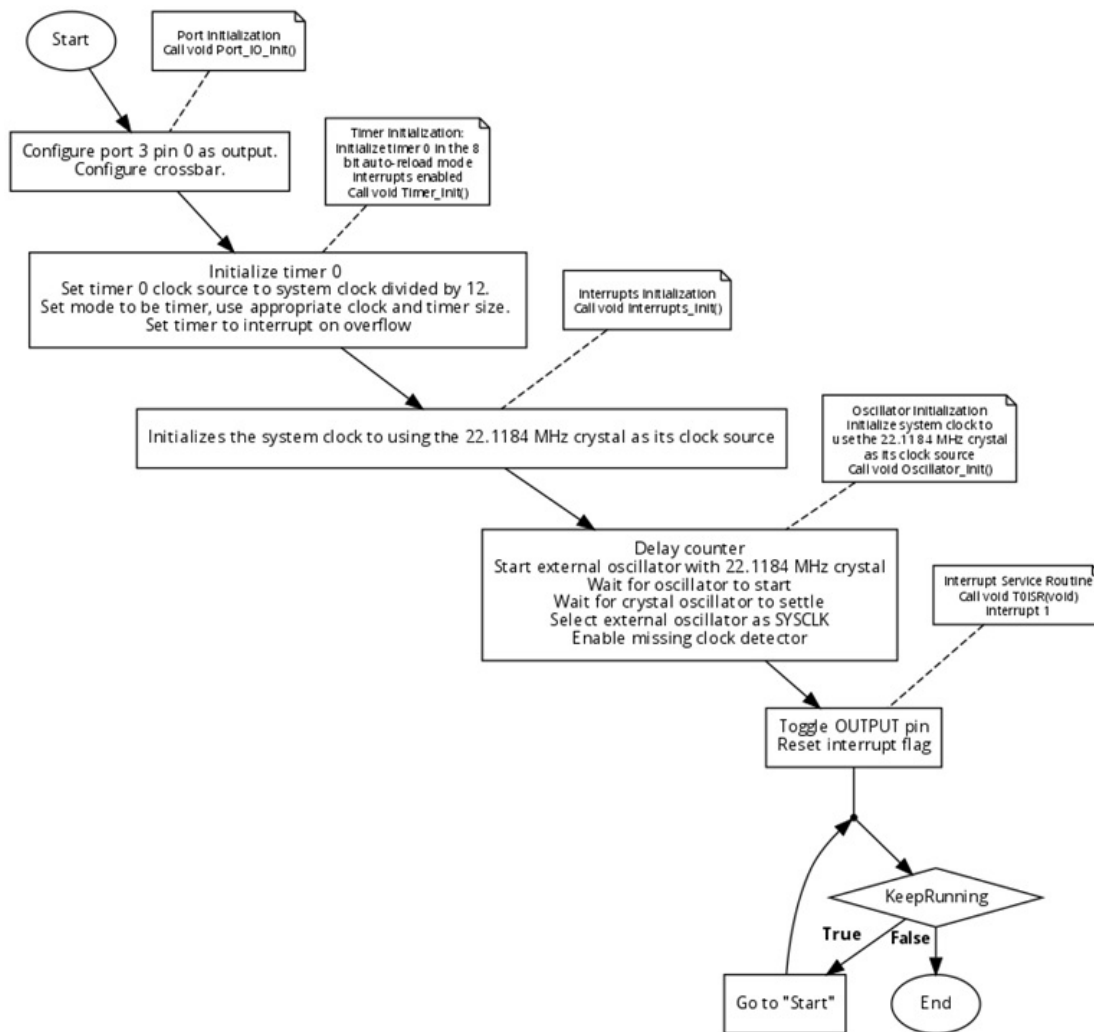 Start
Port Initialization
Call void Port_IO_Init()
Configure port 3 pin 0 as output.
Configure crossbar.
Timer Initialization:
Initialize timer 0 in the 8
bit auto-reload mode
Interrupts enabled
Call void Timer_Init()
Initialize timer 0
Set timer 0 clock source to system clock divided by 12.
Set mode to be timer, use appropriate clock and timer size.
Set timer to interrupt on overflow
Interrupts Initialization
Call void Interrupts_Init()
Initializes the system clock to using the 22.1184 MHz crystal as its clock source
Oscillator Initialization
Initialize system clock to
use the 22.1184 MHz crystal
as its clock source
Call void Oscillator_Init()
Delay counter
Start external oscillator with 22.1184 MHz crystal
Wait for oscillator to start
Wait for crystal oscillator to settle
Select external oscillator as SYSCLK
Enable missing clock detector
Interrupt Service Routine
Call void T0ISR(void)
Interrupt 1
Toggle OUTPUT pin
Reset interrupt flag
KeepRunning
True
False
Go to "Start"
End